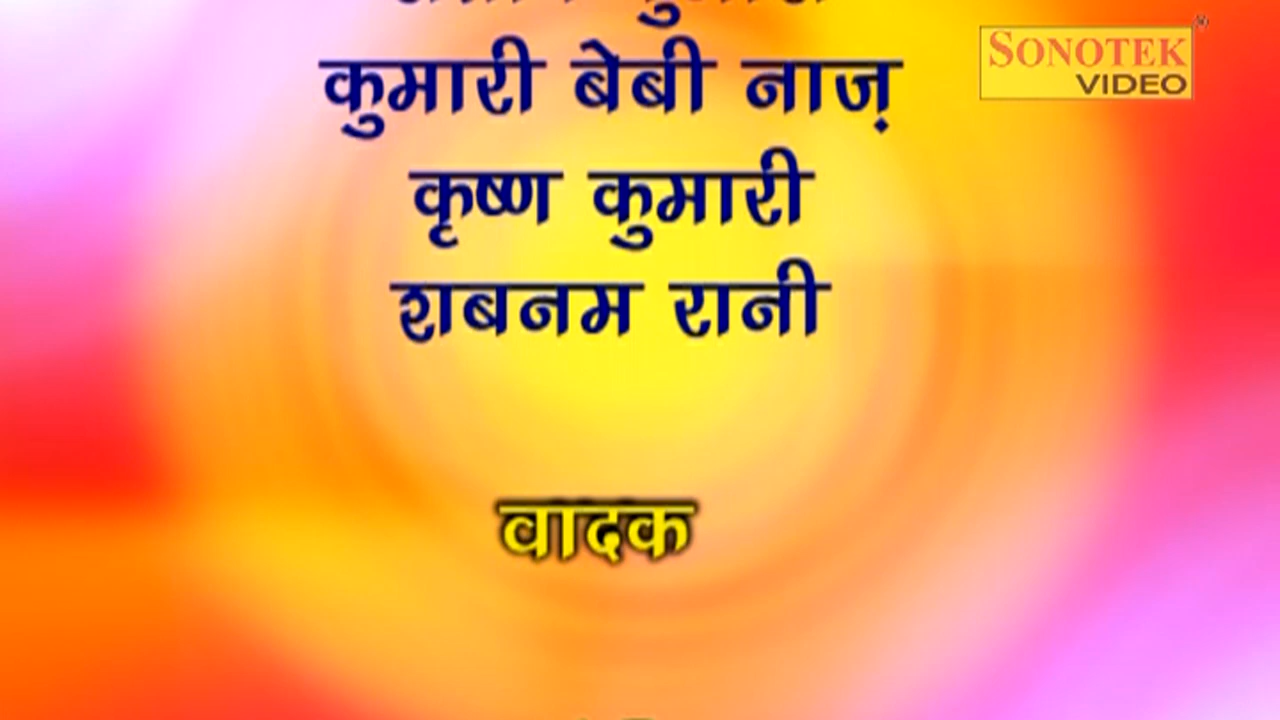 SONOTEK®
VIDEO
कुमारी बेबी नाज़
कृष्ण कुमारी
शबनम रानी
वादक